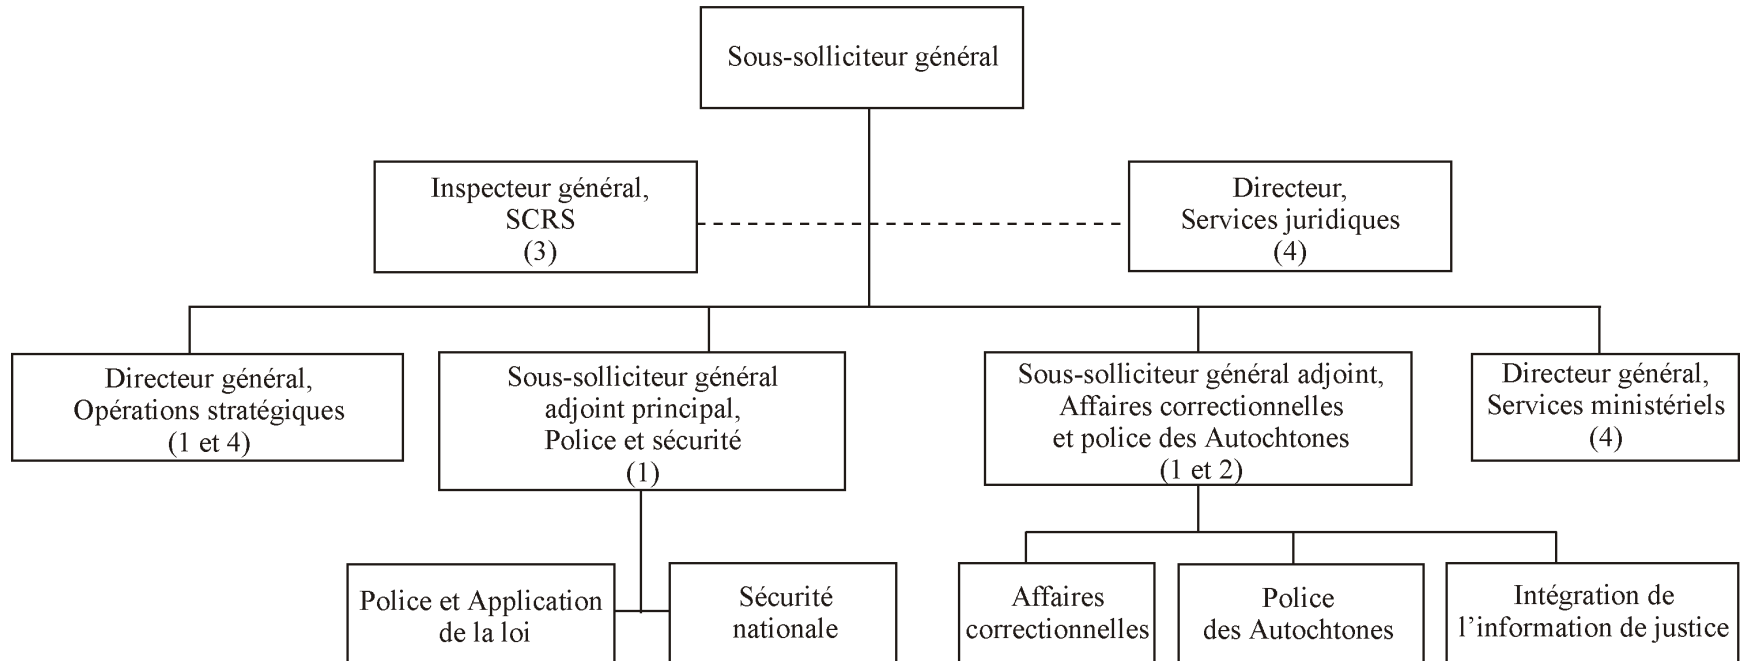 Sous-solliciteur général
Inspecteur général,
SCRS
(3)
Directeur,
Services juridiques
(4)
Directeur général,
Opérations stratégiques
(1 et 4)
Sous-solliciteur général
adjoint principal,
Police et sécurité
(1)
Sous-solliciteur général adjoint,
Affaires correctionnelles
et police des Autochtones
(1 et 2)
Directeur général,
Services ministériels
(4)
Police et Application
de la loi
Sécurité
nationale
Affaires
correctionnelles
Police
des Autochtones
Intégration de
l’information de justice